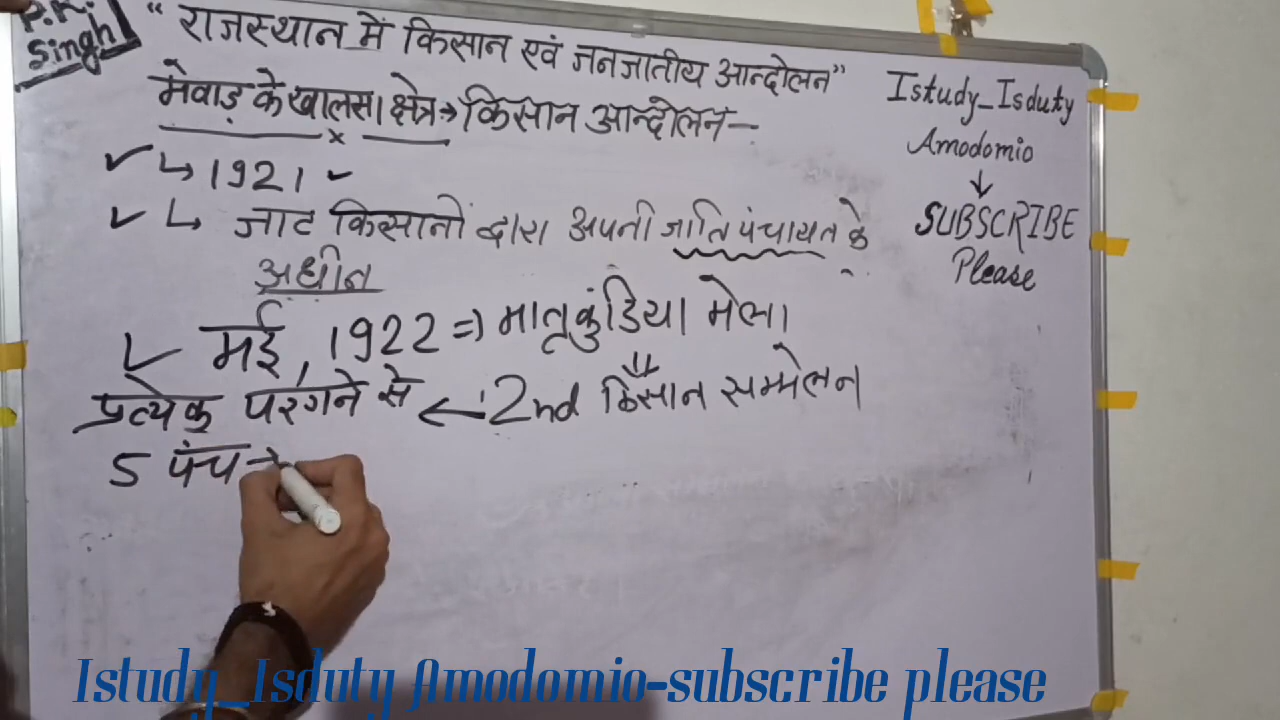 P.K. Singh
" राजस्थान में किसान एवं जनजातीय आन्दोलन"
मेवाड़ के खालसा क्षेत्र → किसान आन्दोलन -
x
✓ ↳ 1921 ✓
✓ ↳ जाट किसानों द्वारा अपनी जाति पंचायत के
अधीन
✓ मई, 1922 => मातृकुंडिया मेला
प्रत्येक परगने से ← 2nd किसान सम्मेलन
5 पंच →
Istudy_Isduty
Amodomio
↓
SUBSCRIBE
Please
Istudy_Isduty Amodomio-subscribe please